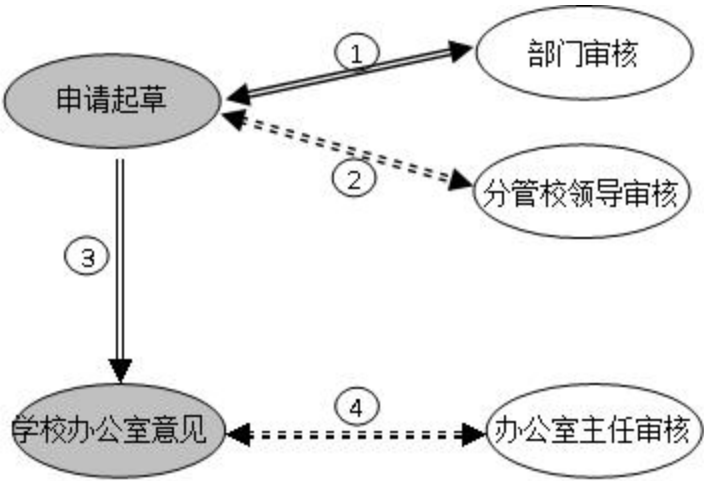 ①
部门审核
申请起草
②
分管校领导审核
③
④
学校办公室意见
办公室主任审核